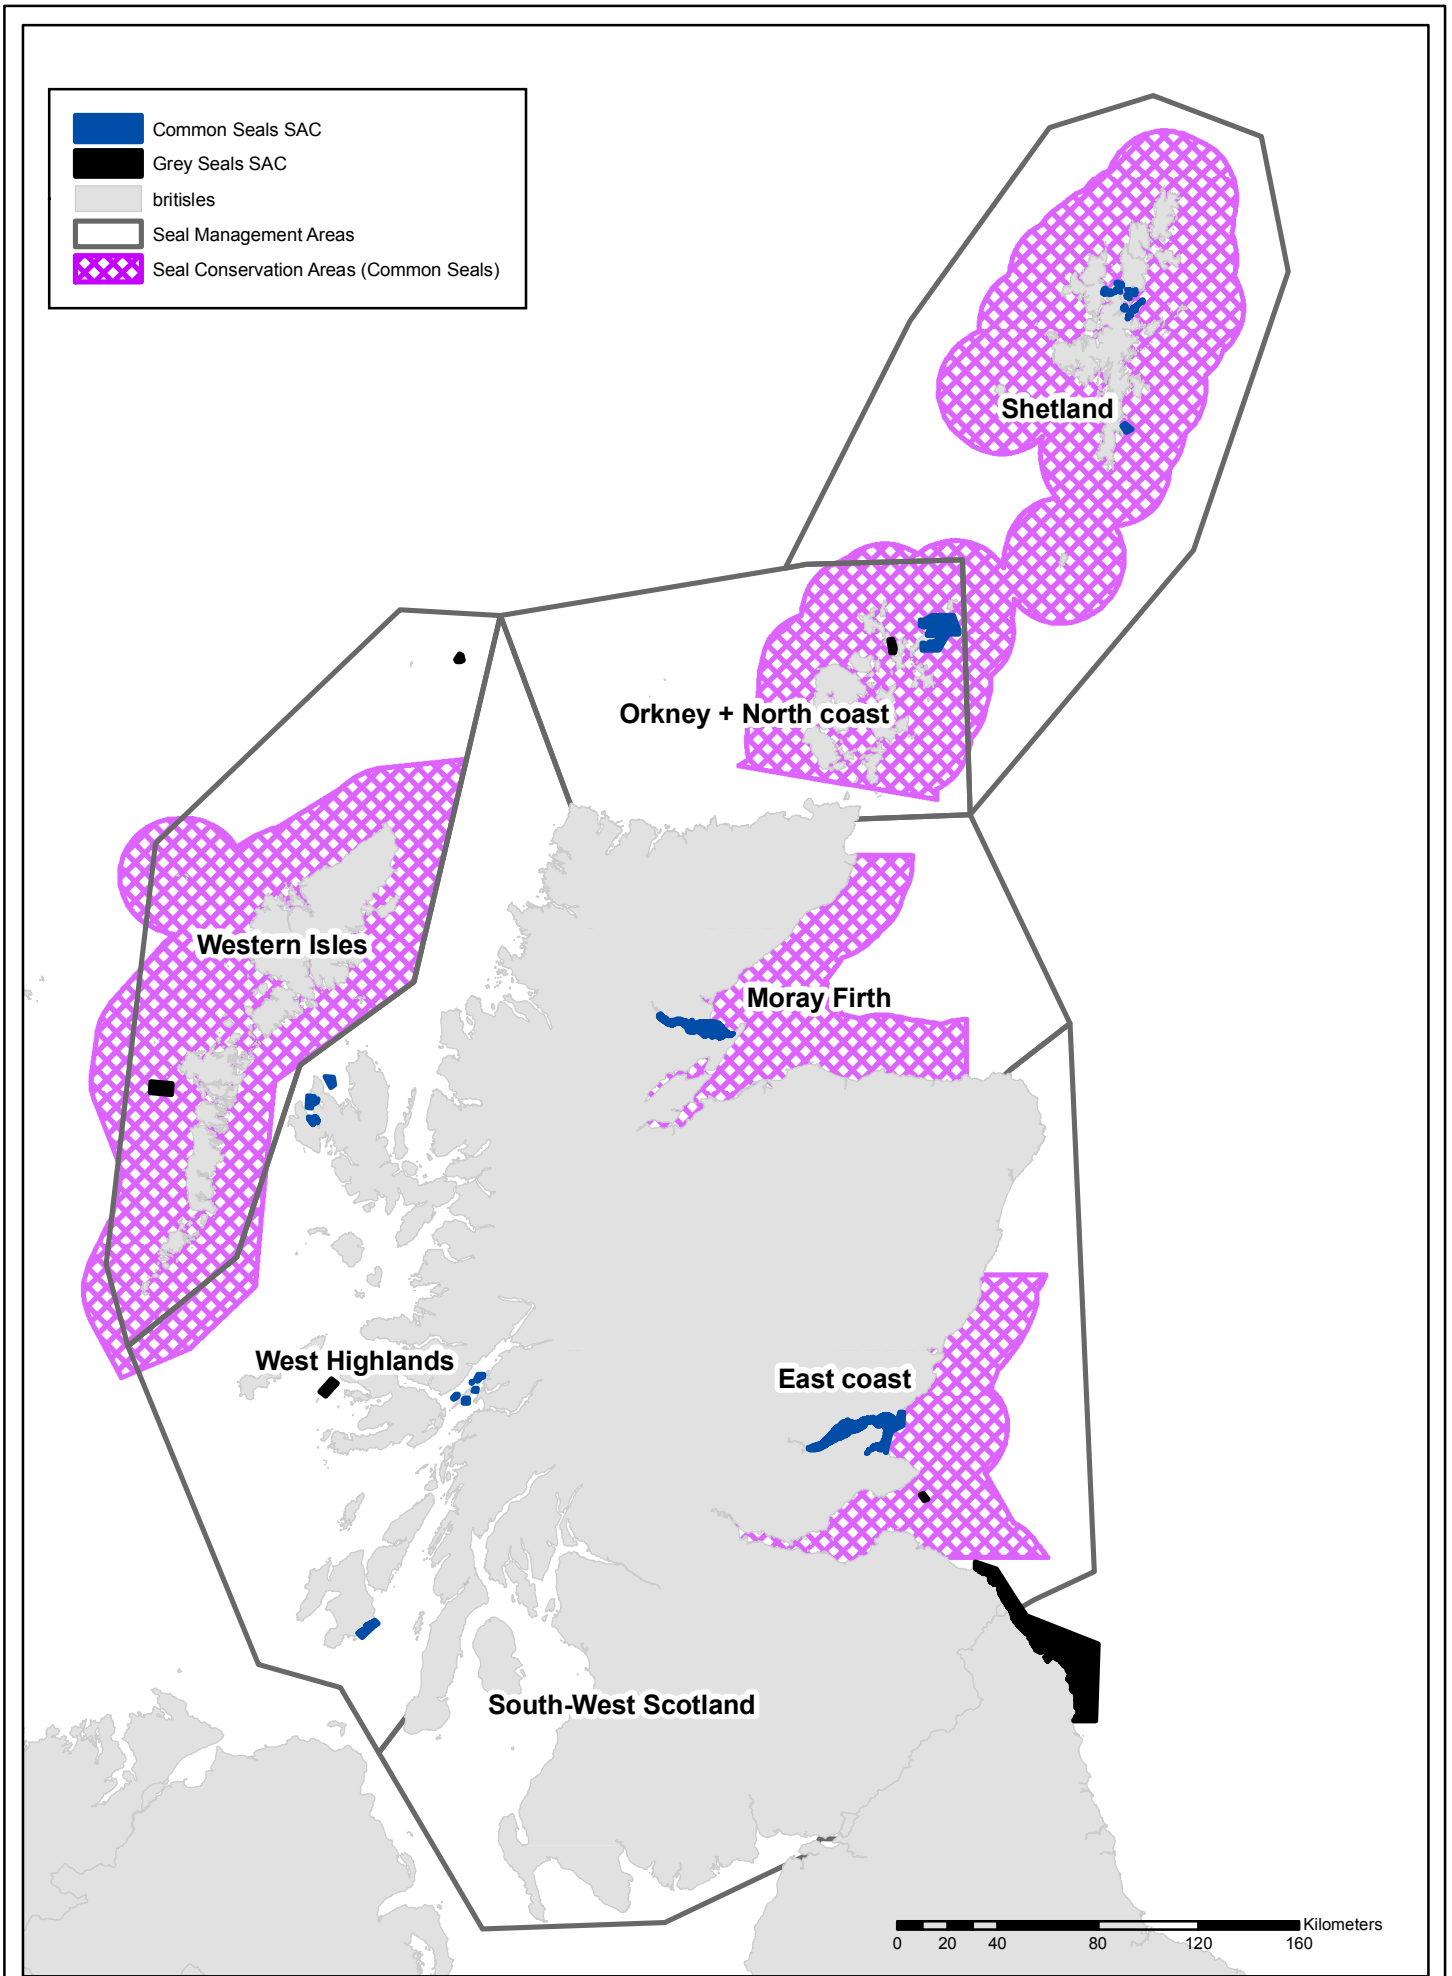 Common Seals SAC
Grey Seals SAC
britisles
Seal Management Areas
Seal Conservation Areas (Common Seals)
Shetland
Orkney + North coast
Western Isles
Moray Firth
West Highlands
East coast
South-West Scotland
Kilometers
0 20 40 80 120 160